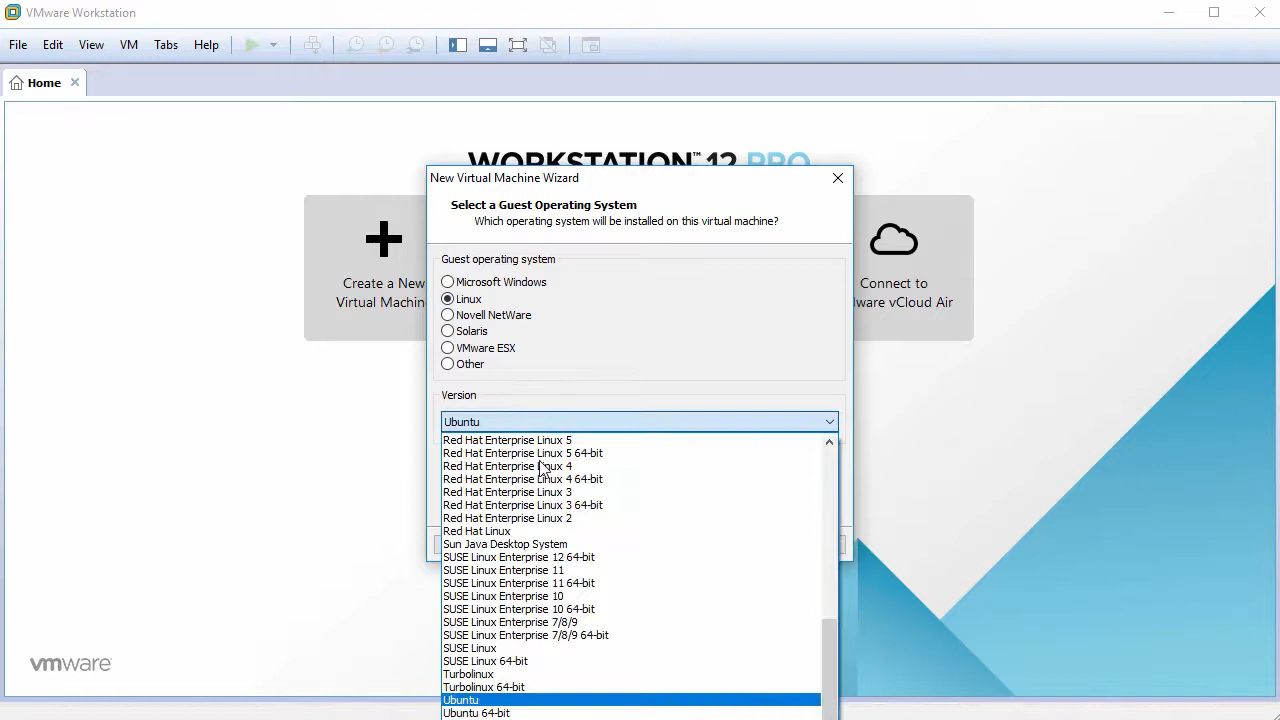 VMware Workstation
File Edit View VM Tabs Help
Home
WORKSTATION™ 12 PRO
New Virtual Machine Wizard
Select a Guest Operating System
Which operating system will be installed on this virtual machine?
Create a New
Virtual Machin
Connect to
ware vCloud Air
Guest operating system
Microsoft Windows
Linux
Novell NetWare
Solaris
VMware ESX
Other
Version
Ubuntu
Red Hat Enterprise Linux 5
Red Hat Enterprise Linux 5 64-bit
Red Hat Enterprise Linux 4
Red Hat Enterprise Linux 4 64-bit
Red Hat Enterprise Linux 3
Red Hat Enterprise Linux 3 64-bit
Red Hat Enterprise Linux 2
Red Hat Linux
Sun Java Desktop System
SUSE Linux Enterprise 12 64-bit
SUSE Linux Enterprise 11
SUSE Linux Enterprise 11 64-bit
SUSE Linux Enterprise 10
SUSE Linux Enterprise 10 64-bit
SUSE Linux Enterprise 7/8/9
SUSE Linux Enterprise 7/8/9 64-bit
SUSE Linux
SUSE Linux 64-bit
Turbolinux
Turbolinux 64-bit
Ubuntu
Ubuntu 64-bit
vmware